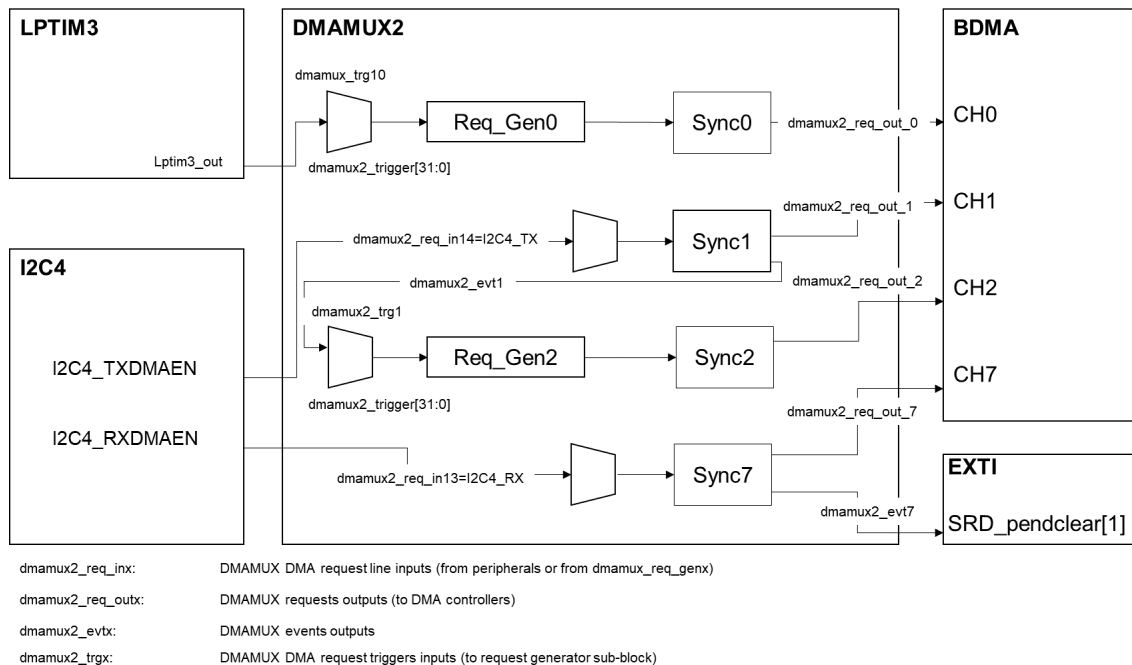 LPTIM3
DMAMUX2
BDMA
dmamux_trg10
Req_Gen0
Sync0
dmamux2_req_out_0
CH0
Lptim3_out
dmamux2_trigger[31:0]
dmamux2_req_out_1
CH1
dmamux2_req_in14=I2C4_TX
Sync1
I2C4
dmamux2_evt1
dmamux2_req_out_2
CH2
dmamux2_trg1
Req_Gen2
Sync2
I2C4_TXDMAEN
CH7
dmamux2_trigger[31:0]
dmamux2_req_out_7
I2C4_RXDMAEN
dmamux2_req_in13=I2C4_RX
Sync7
EXTI
dmamux2_evt7
SRD_pendclear[1]
dmamux2_req_inx: DMAMUX DMA request line inputs (from peripherals or from dmamux_req_genx)
dmamux2_req_outx: DMAMUX requests outputs (to DMA controllers)
dmamux2_evtx: DMAMUX events outputs
dmamux2_trgx: DMAMUX DMA request triggers inputs (to request generator sub-block)